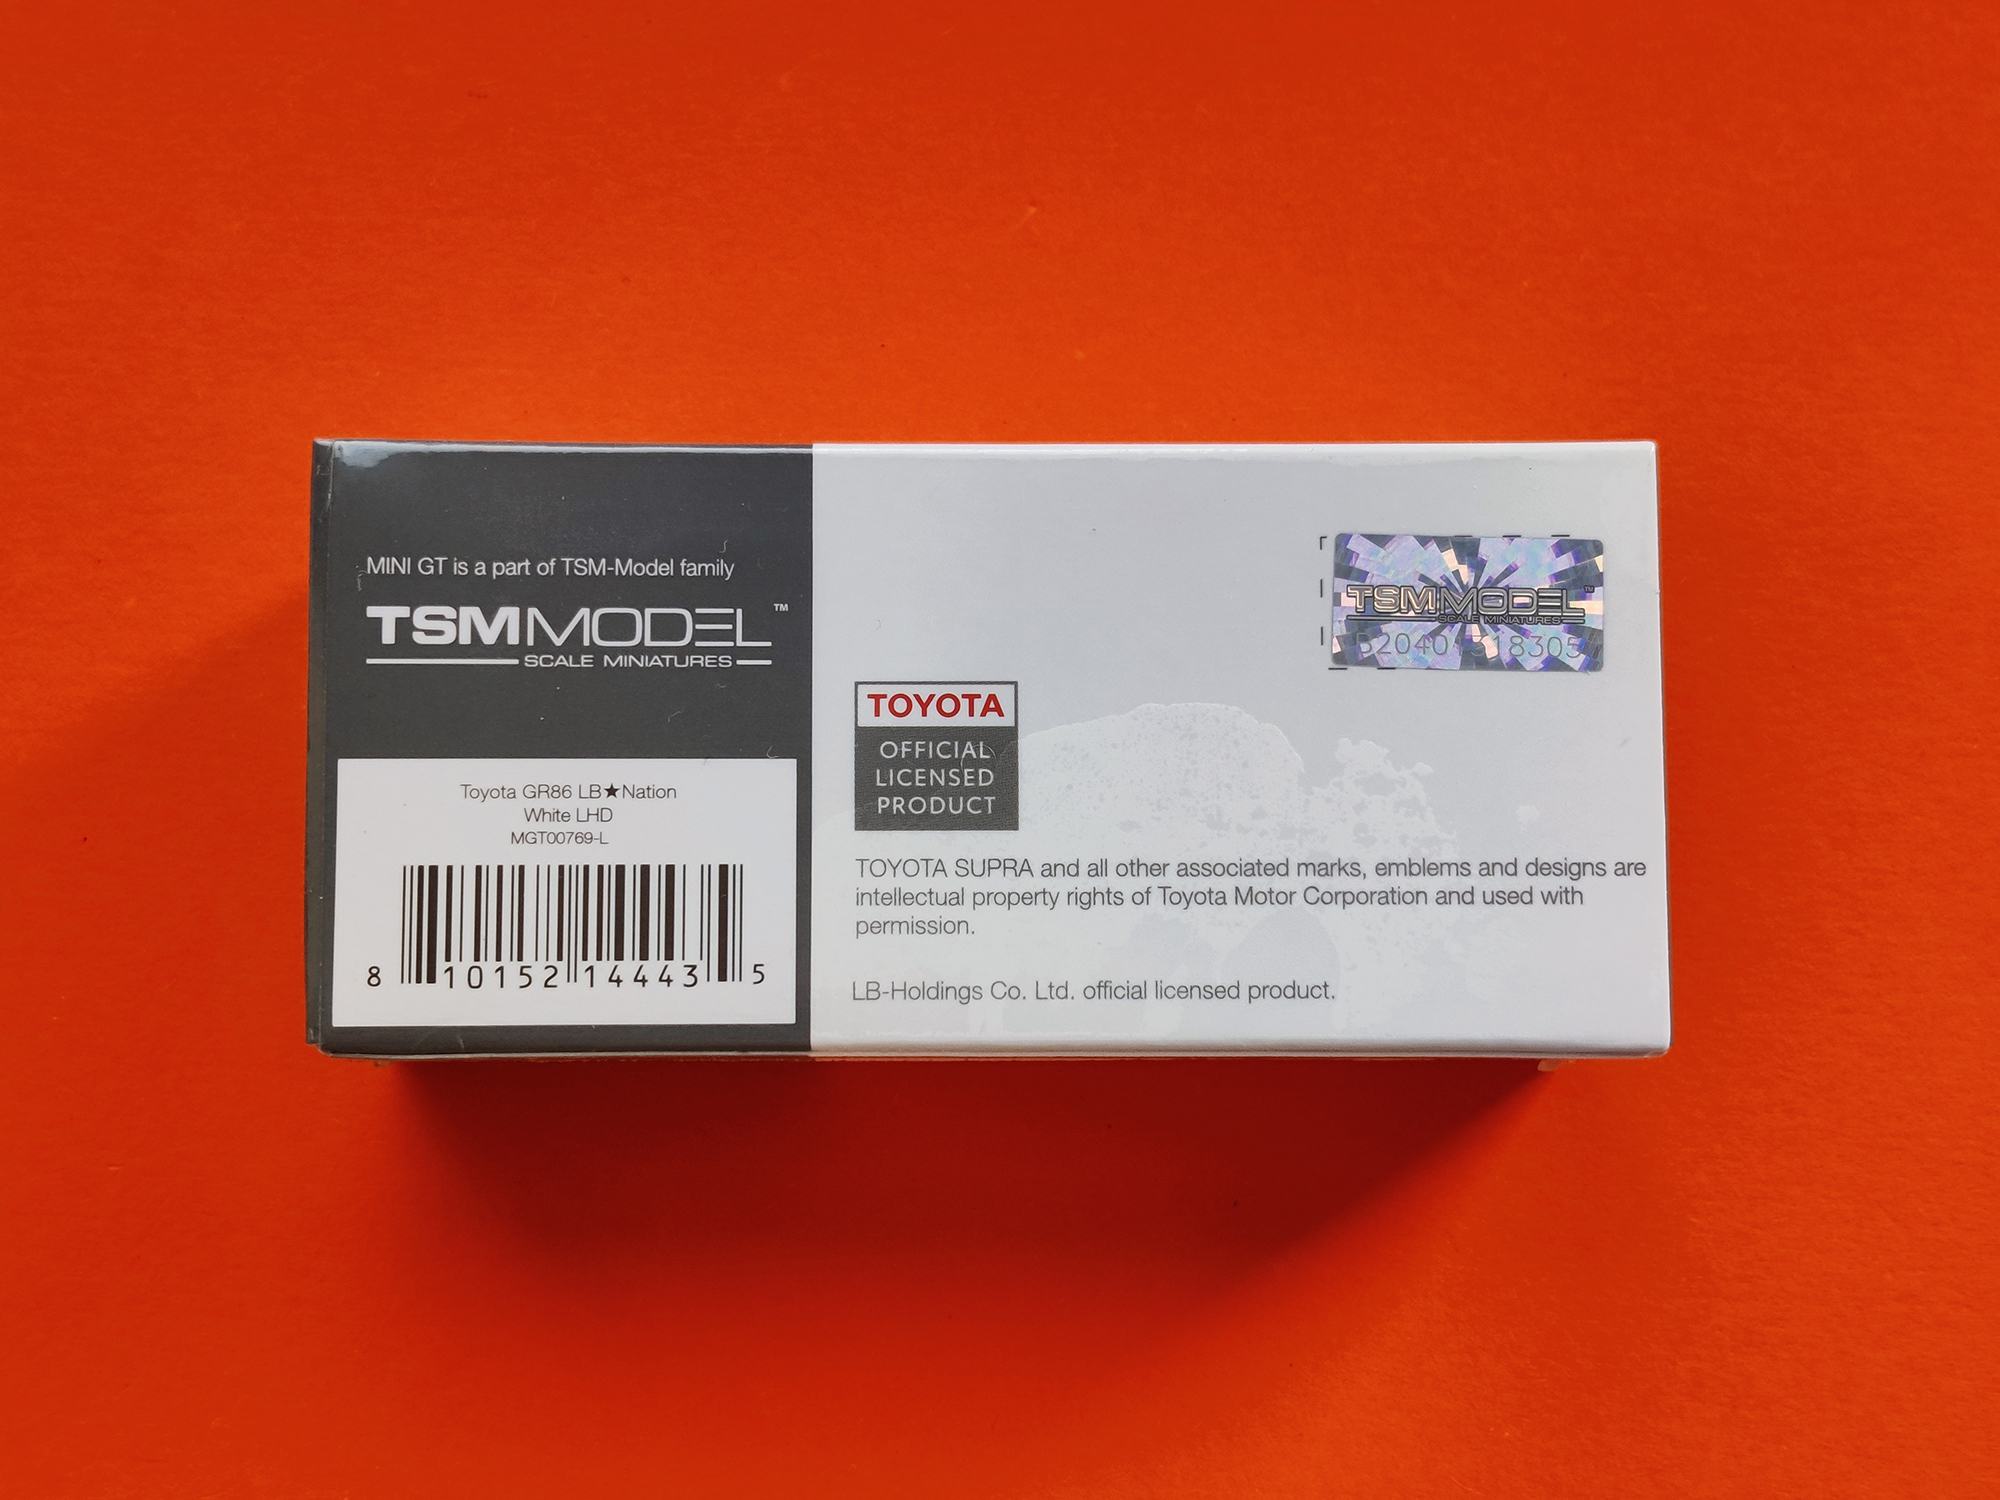 MINI GT is a part of TSM-Model family
TSMMODEL™
SCALE MINIATURES
Toyota GR86 LB★Nation
White LHD
MGT00769-L
8 10152 14443 5
TSMMODEL™
SCALE MINIATURES
TOYOTA
OFFICIAL
LICENSED
PRODUCT
TOYOTA SUPRA and all other associated marks, emblems and designs are
intellectual property rights of Toyota Motor Corporation and used with
permission.
LB-Holdings Co. Ltd. official licensed product.